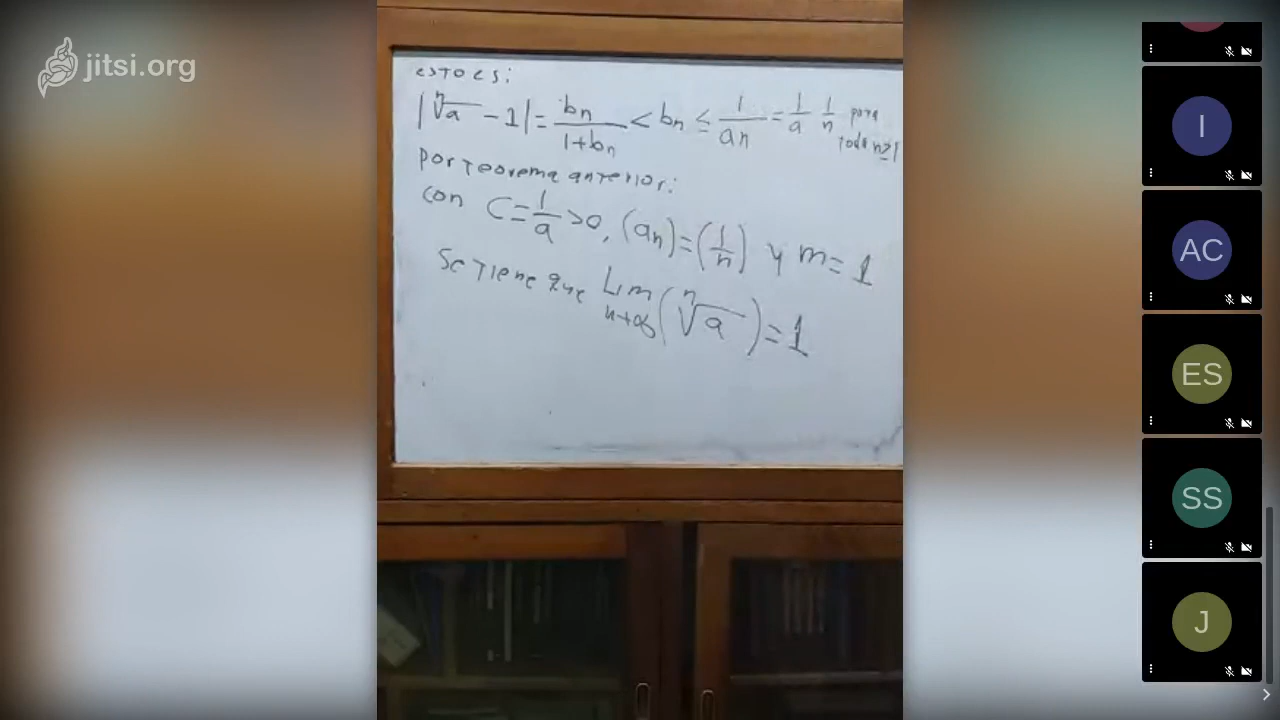 jitsi.org
esto es:
|ⁿ√a - 1| = bn/(1+bn) < bn ≤ 1/(an) = 1/a 1/n para toda n≥1
por teorema anterior:
con C = 1/a > 0, (an) = (1/n) y m = 1
Se tiene que Lim n→∞ (ⁿ√a) = 1
I
AC
ES
SS
J